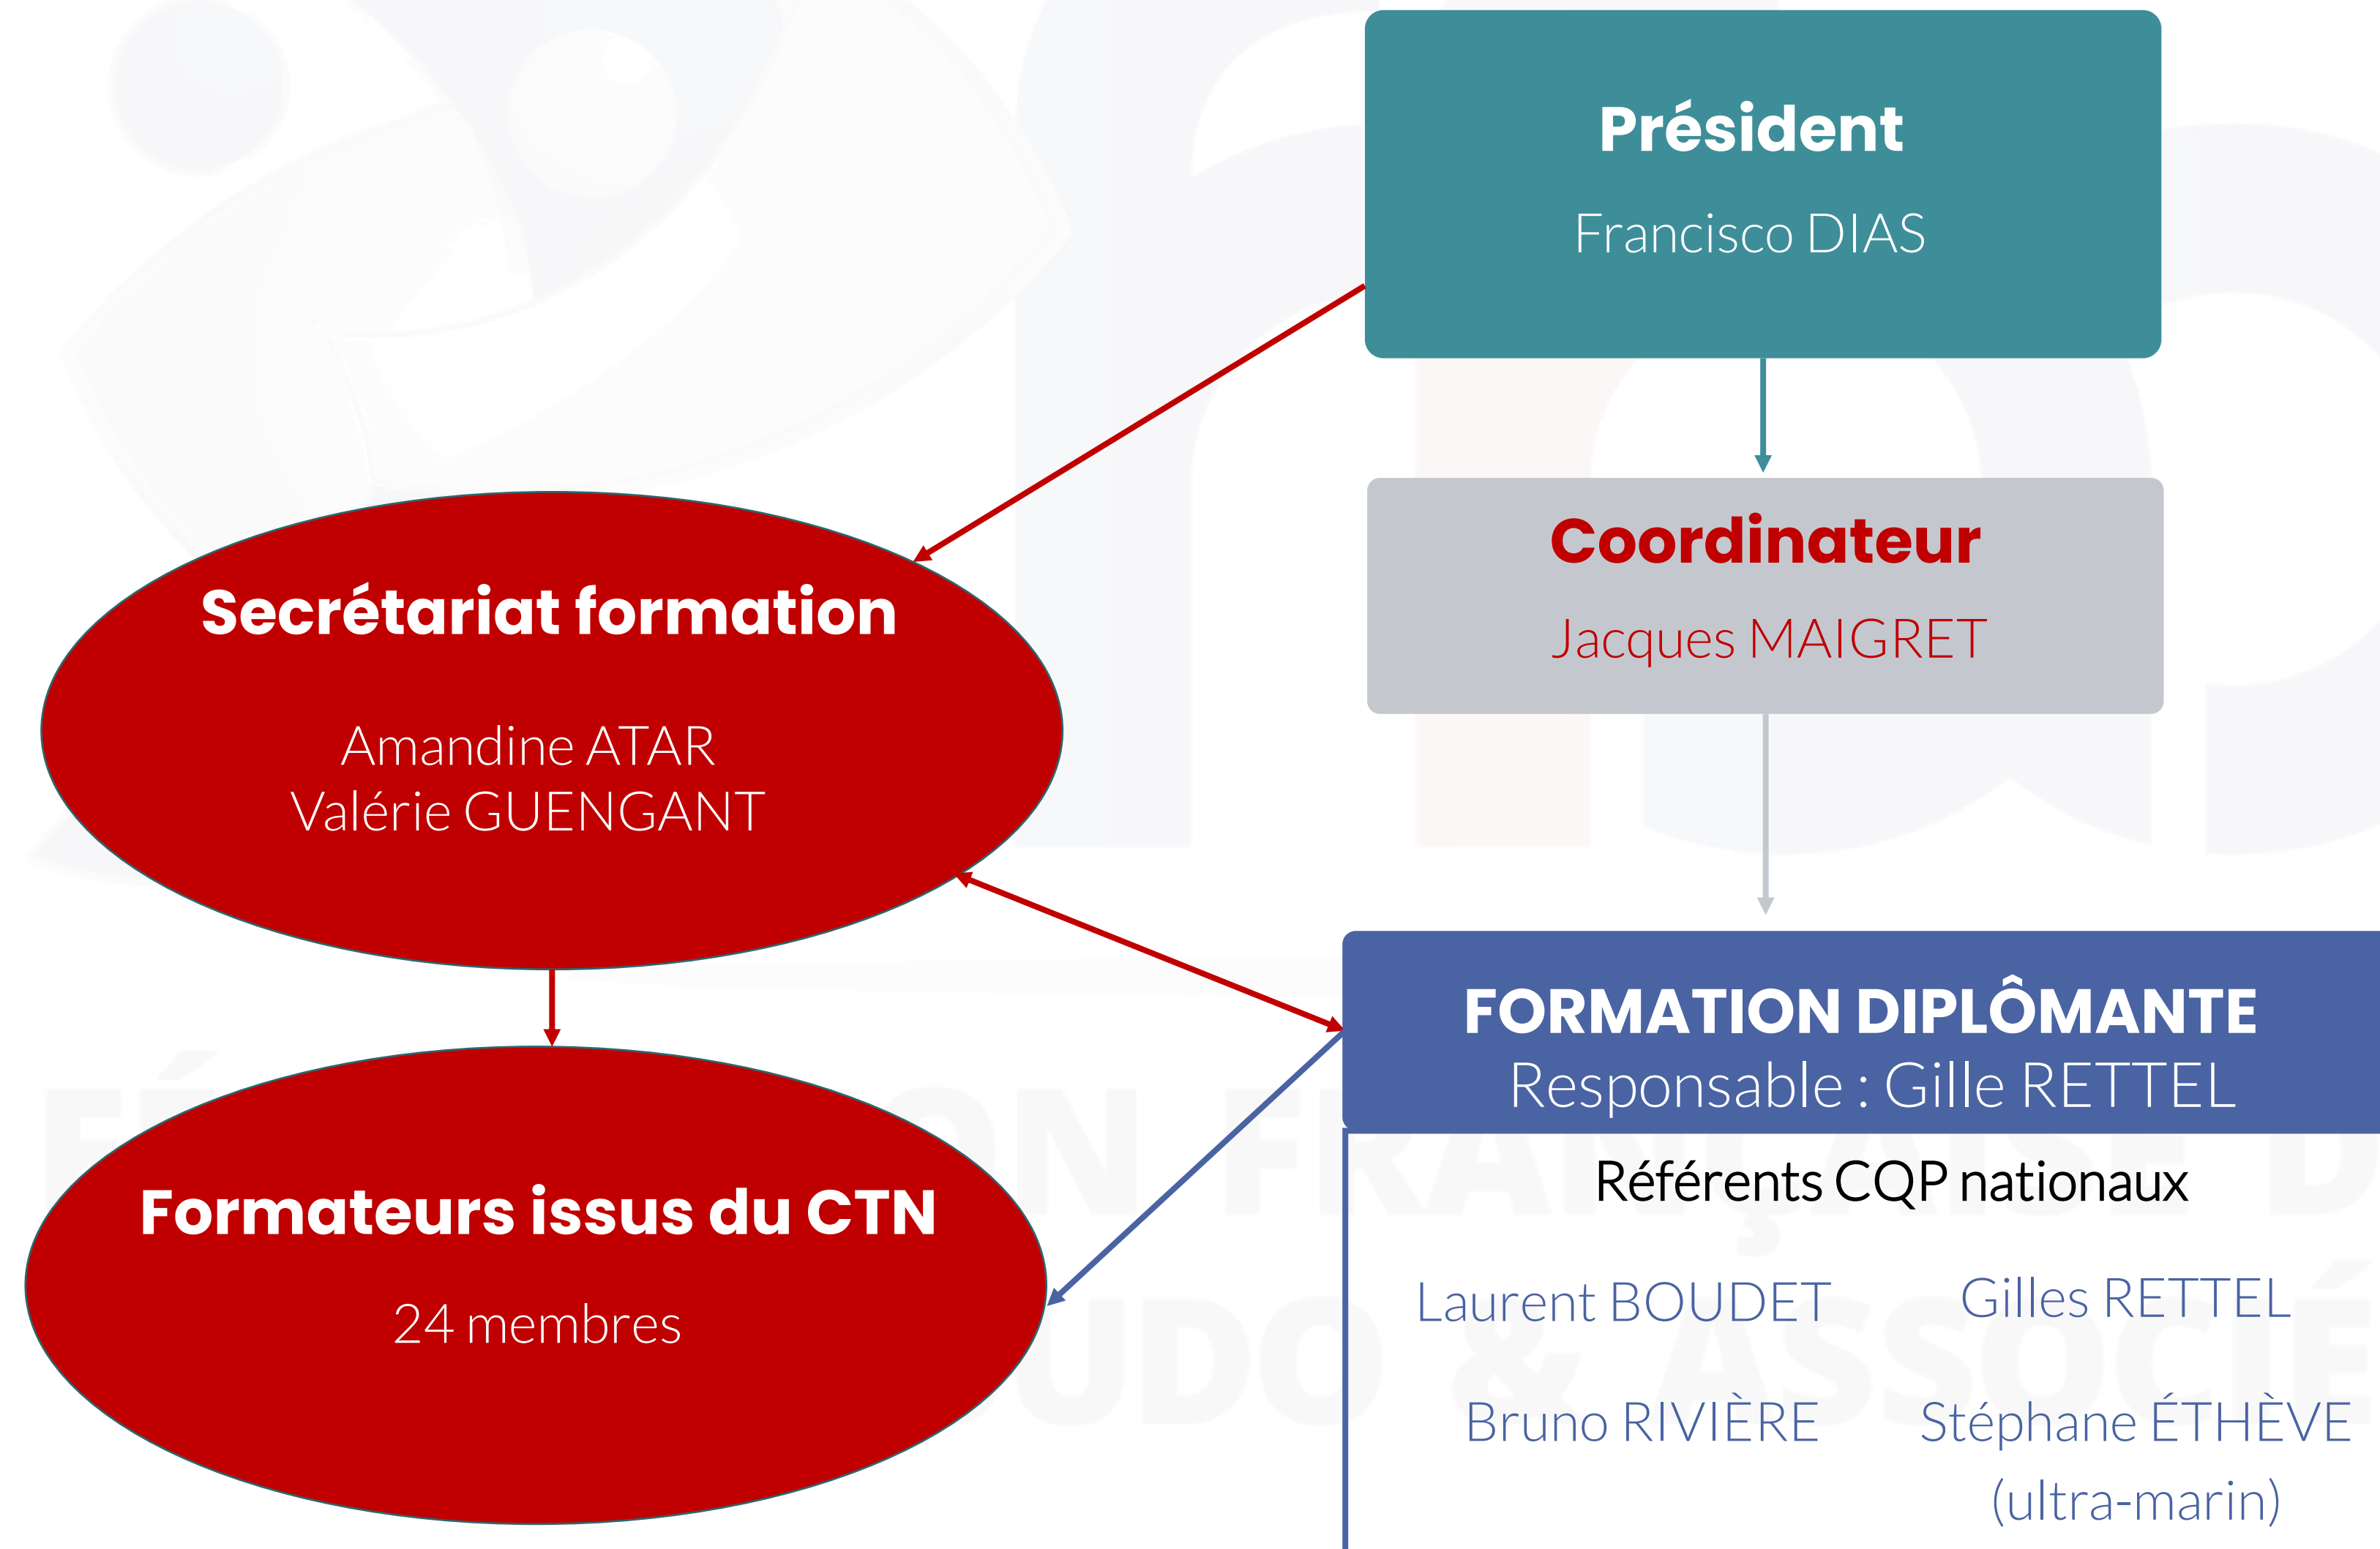 Président
Francisco DIAS
Coordinateur
Jacques MAIGRET
Secrétariat formation
Amandine ATAR
Valérie GUENGANT
FORMATION DIPLÔMANTE
Responsable : Gille RETTEL
Formateurs issus du CTN
24 membres
Référents CQP nationaux
Laurent BOUDET
Gilles RETTEL
Bruno RIVIÈRE
Stéphane ÉTHÈVE
(ultra-marin)